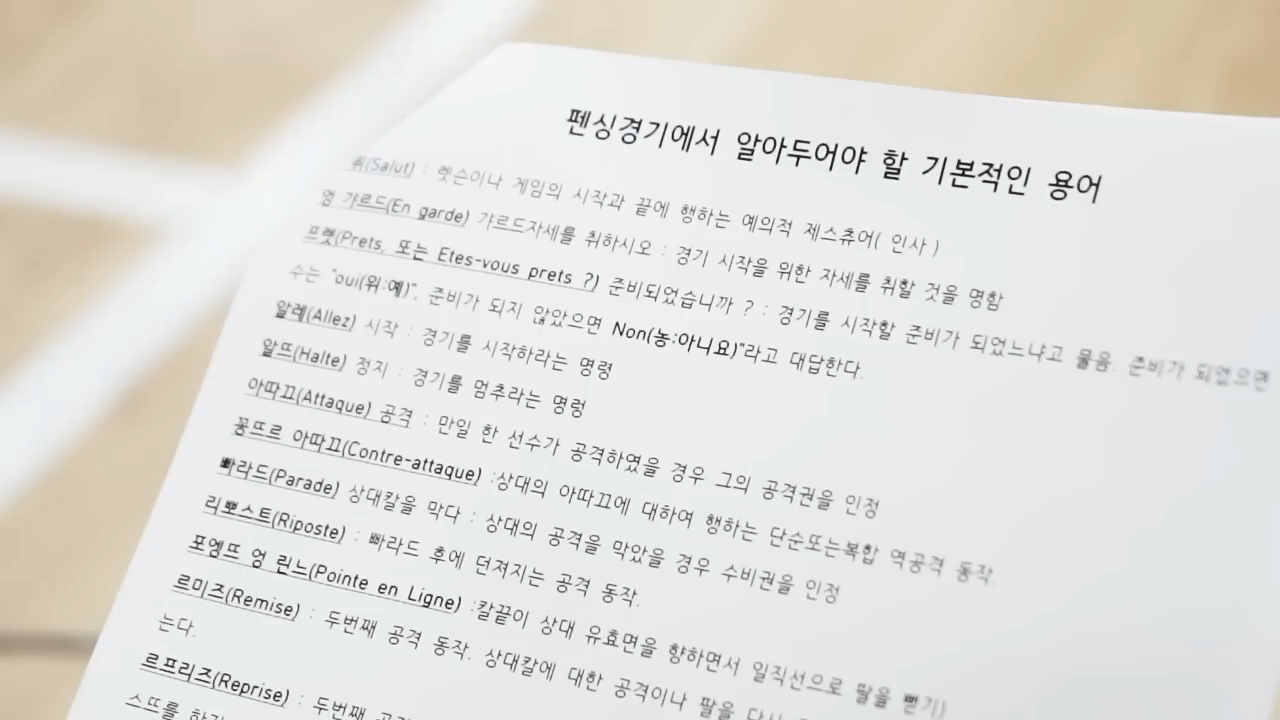 펜싱경기에서 알아두어야 할 기본적인 용어
취(Salut) : 렛슨이나 게임의 시작과 끝에 행하는 예의적 제스츄어( 인사 )
엉 갸르드(En garde) 갸르드자세를 취하시오 : 경기 시작을 위한 자세를 취할 것을 명함
프렛(Prets, 또는 Etes-vous prets ?) 준비되었습니까 ? : 경기를 시작할 준비가 되었느냐고 물음. 준비가 되었으면
수는 "oui(위:예)", 준비가 되지 않았으면 Non(농:아니요)"라고 대답한다.
알레(Allez) 시작 : 경기를 시작하라는 명령
알뜨(Halte) 정지 : 경기를 멈추라는 명령
아따끄(Attaque) 공격 : 만일 한 선수가 공격하였을 경우 그의 공격권을 인정
꽁뜨르 아따끄(Contre-attaque) :상대의 아따끄에 대하여 행하는 단순또는복합 역공격 동작.
빠라드(Parade) 상대칼을 막다 : 상대의 공격을 막았을 경우 수비권을 인정
리뽀스트(Riposte) : 빠라드 후에 던져지는 공격 동작.
포엥뜨 엉 린느(Pointe en Ligne) :칼끝이 상대 유효면을 향하면서 일직선으로 팔을 뻗기)
르미즈(Remise) : 두번째 공격 동작. 상대칼에 대한 공격이나 팔을 다시
는다.
르프리즈(Reprise) : 두번째 공격
스뜨를 하지